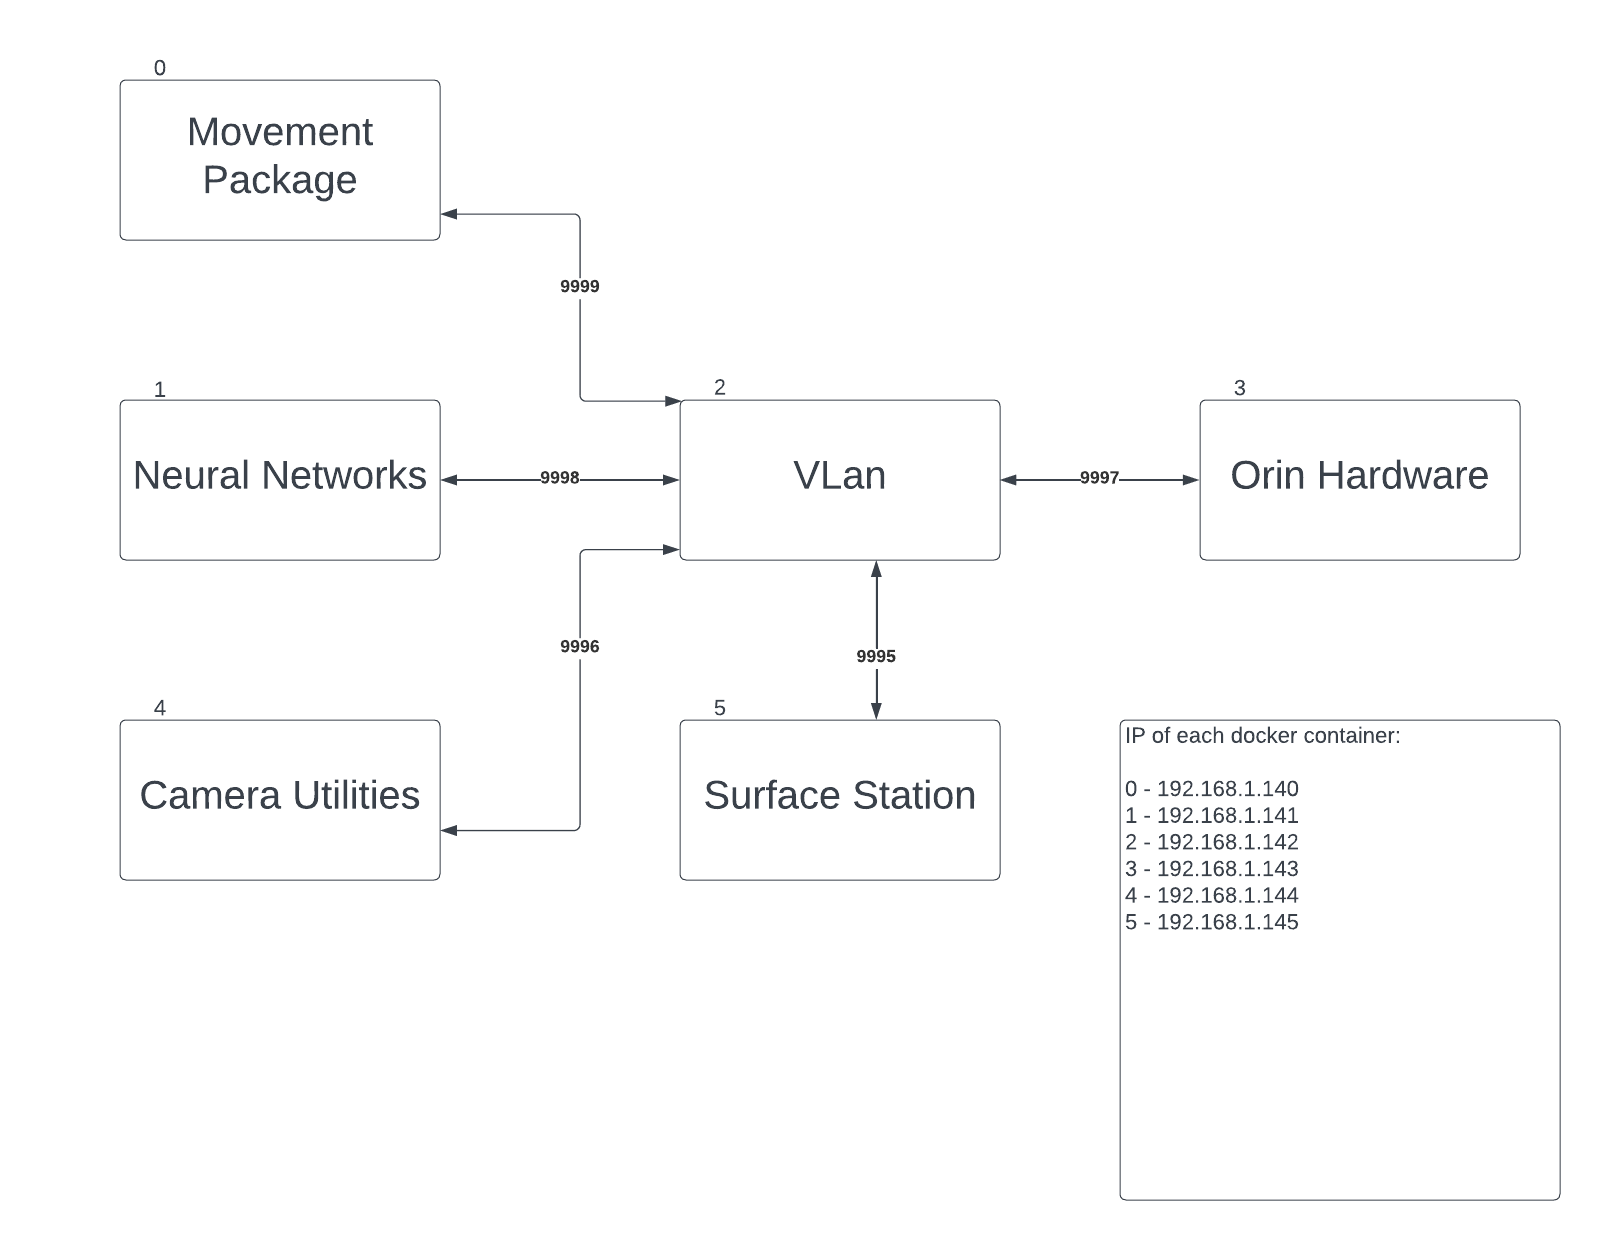 0
Movement
Package
9999
1
Neural Networks
9998
2
VLan
9997
3
Orin Hardware
9996
9995
4
Camera Utilities
5
Surface Station
IP of each docker container:
0 - 192.168.1.140
1 - 192.168.1.141
2 - 192.168.1.142
3 - 192.168.1.143
4 - 192.168.1.144
5 - 192.168.1.145